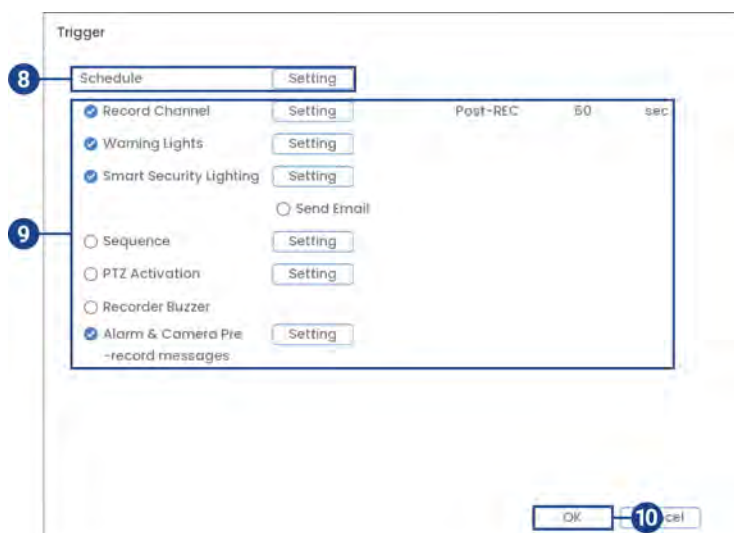 Trigger
8 Schedule Setting
Record Channel Setting Post-REC 60 sec
Warning Lights Setting
Smart Security Lighting Setting
Send Email
9
Sequence Setting
PTZ Activation Setting
Recorder Buzzer
Alarm & Camera Pre Setting
-record messages
OK 10 cel